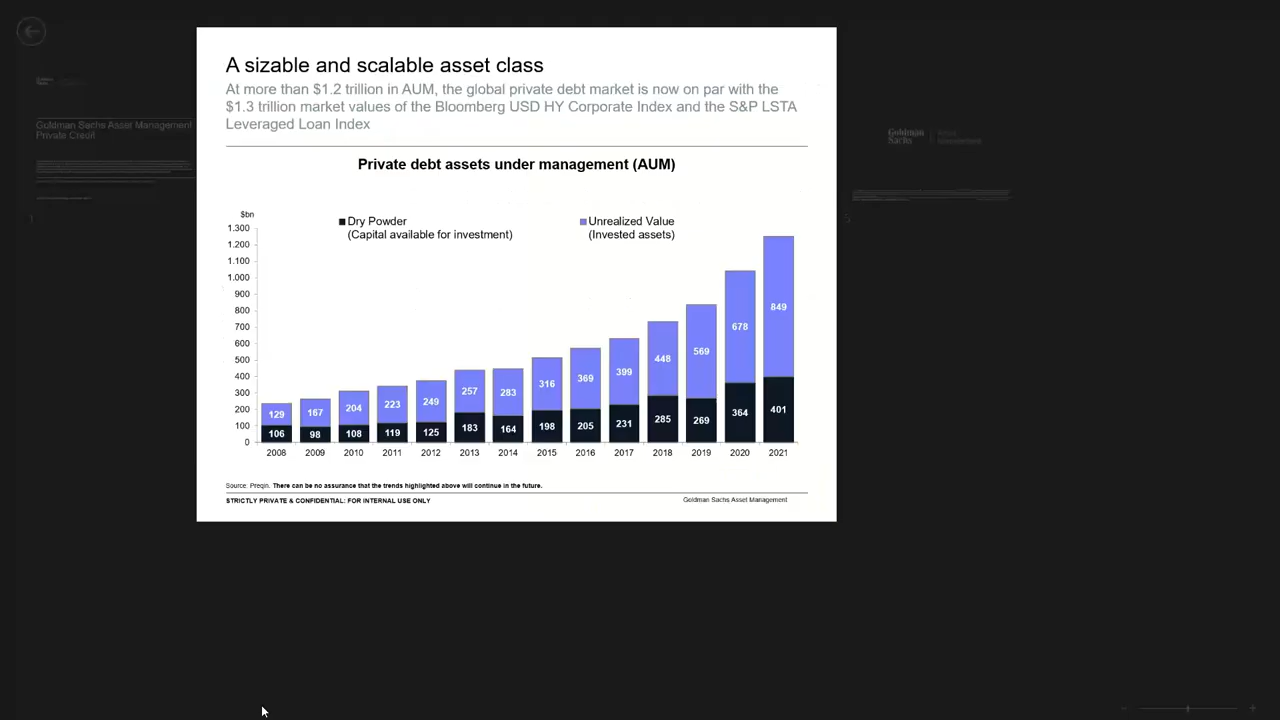 A sizable and scalable asset class
At more than $1.2 trillion in AUM, the global private debt market is now on par with the
$1.3 trillion market values of the Bloomberg USD HY Corporate Index and the S&P LSTA
Leveraged Loan Index
Private debt assets under management (AUM)
$bn
Dry Powder
(Capital available for investment)
Unrealized Value
(Invested assets)
1.300
1.200
1.100
1.000
900
800
700
600
500
400
300
200
100
0
129 167 204 223 249 257 283 316 369 399 448 569 678 849
106 98 108 119 125 183 164 198 205 231 285 269 364 401
2008 2009 2010 2011 2012 2013 2014 2015 2016 2017 2018 2019 2020 2021
Source: Preqin. There can be no assurance that the trends highlighted above will continue in the future.
STRICTLY PRIVATE & CONFIDENTIAL: FOR INTERNAL USE ONLY
Goldman Sachs Asset Management
Goldman Sachs Asset Management
Private Credit
1
Goldman
Sachs
Asset
Management
5